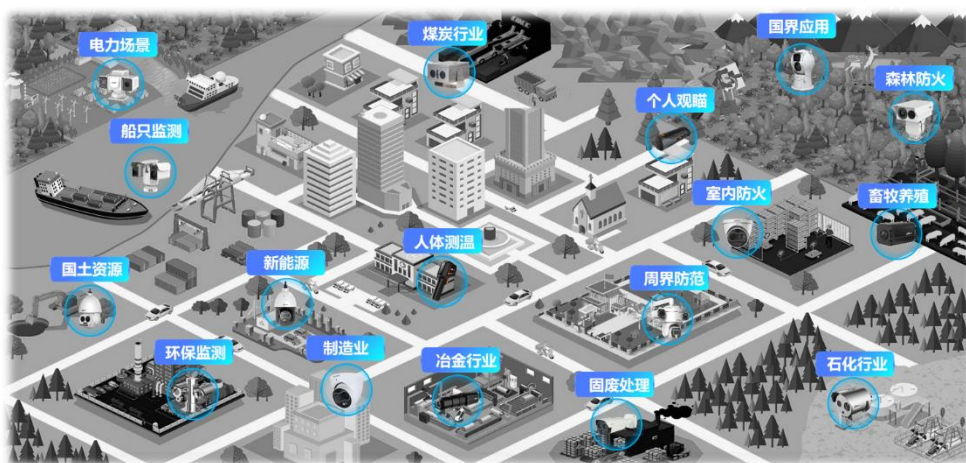 电力场景
煤炭行业
国界应用
森林防火
个人观瞄
船只监测
室内防火
畜牧养殖
人体测温
新能源
国土资源
周界防范
环保监测
制造业
冶金行业
石化行业
固废处理